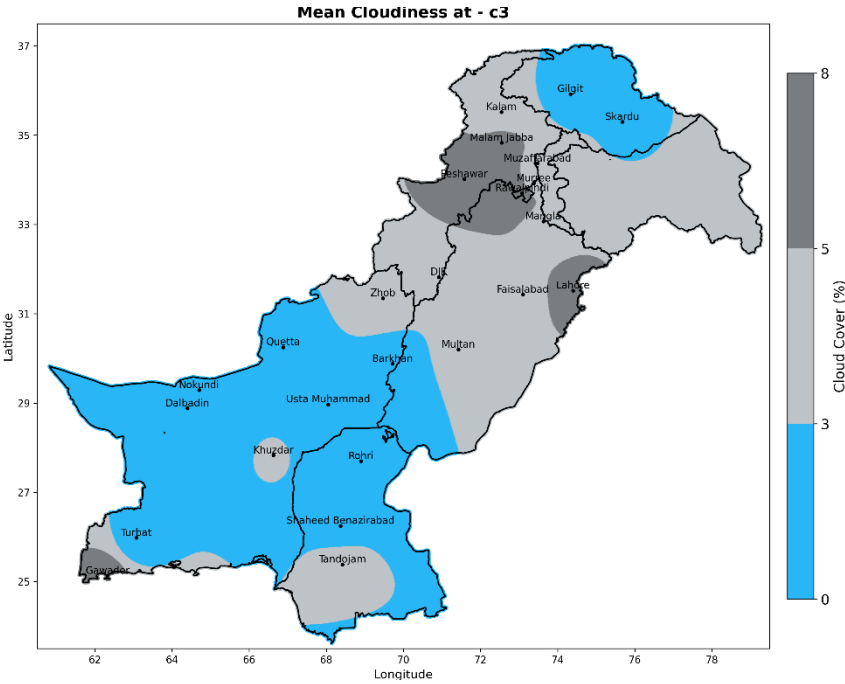 Mean Cloudiness at - c3
37
35
33
31
29
27
25
Latitude
62
64
66
68
70
72
74
76
78
Longitude
Gilgit
Kalam
Skardu
Malam Jabba
Muzaffarabad
Peshawar
Murree
Rawalpindi
Mangla
DIK
Zhob
Faisalabad
Lahore
Quetta
Multan
Barkhan
Nokundi
Dalbadin
Usta Muhammad
Khuzdar
Rohri
Shaheed Benazirabad
Turbat
Tandojam
Gawader
8
5
3
0
Cloud Cover (%)